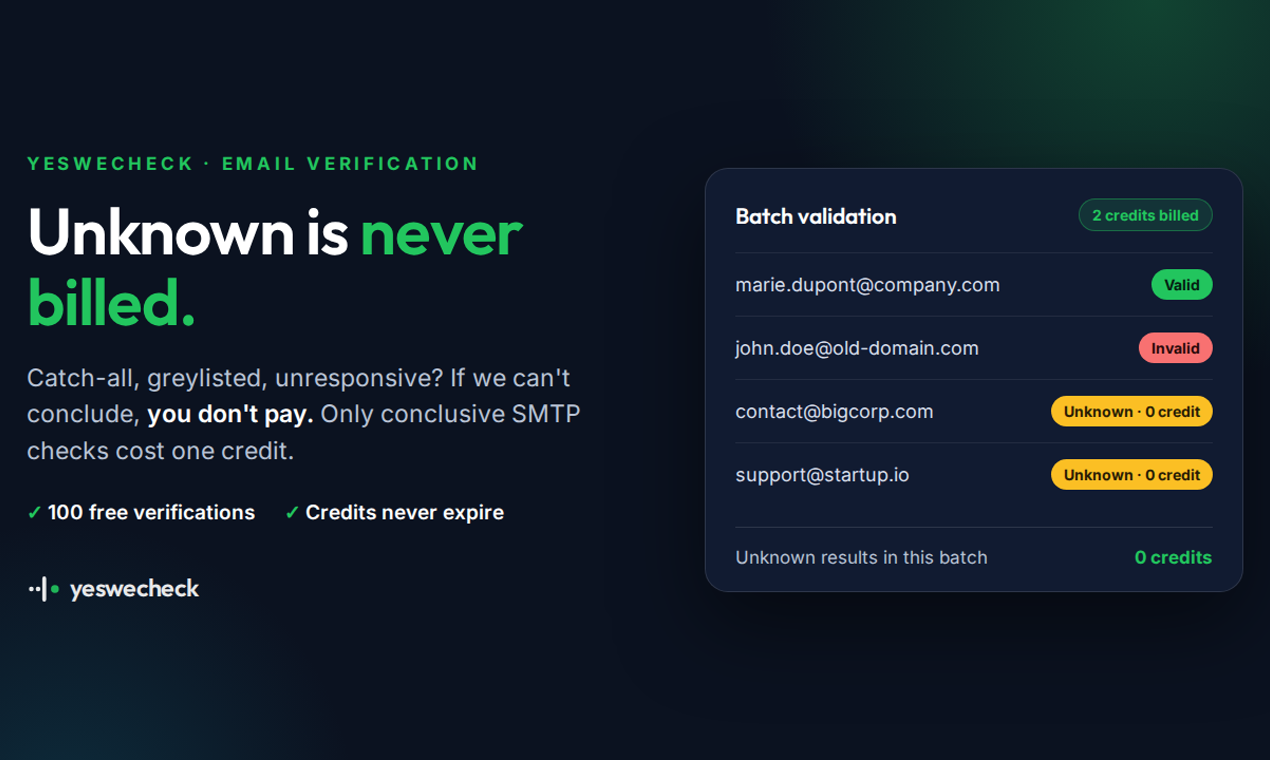 YESWECHECK · EMAIL VERIFICATION
Unknown is never
billed.
Catch-all, greylisted, unresponsive? If we can't
conclude, you don't pay. Only conclusive SMTP
checks cost one credit.
✓ 100 free verifications ✓ Credits never expire
yeswecheck
Batch validation 2 credits billed
marie.dupont@company.com Valid
john.doe@old-domain.com Invalid
contact@bigcorp.com Unknown · 0 credit
support@startup.io Unknown · 0 credit
Unknown results in this batch 0 credits